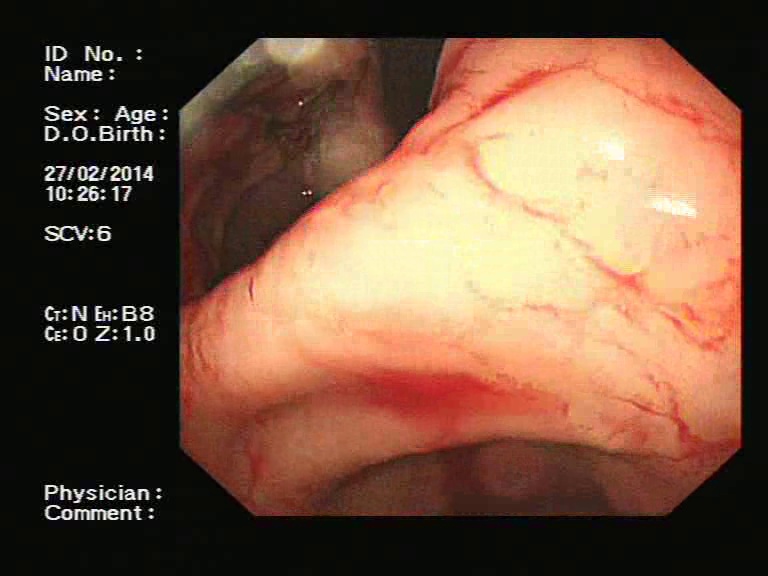 ID No. :
Name:
Sex: Age:
D.O.Birth:
27/02/2014
10:26:17
SCV:6
CT:N EH:B8
CE:0 Z:1.0
Physician:
Comment: